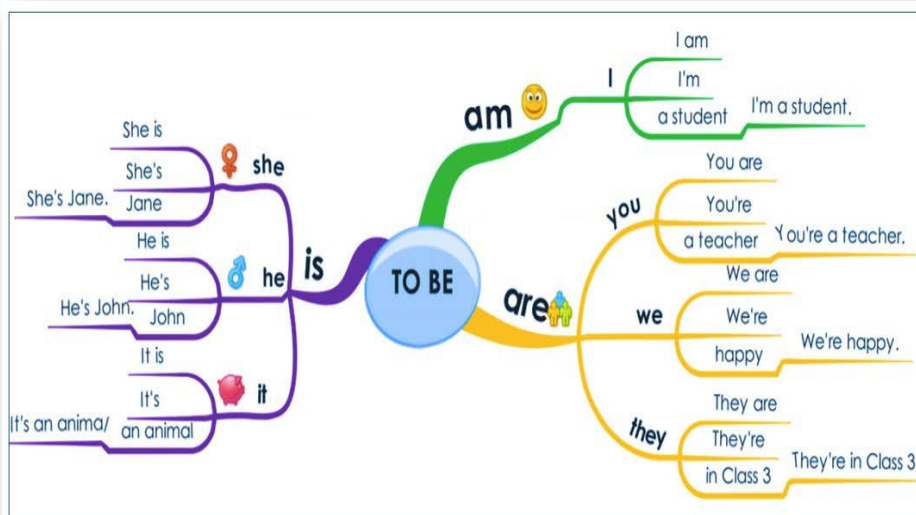 TO BE
am
I
I am
I'm
a student
I'm a student.
are
you
You are
You're
a teacher
You're a teacher.
we
We are
We're
happy
We're happy.
they
They are
They're
in Class 3
They're in Class 3
is
she
She is
She's
Jane
She's Jane.
he
He is
He's
John
He's John.
it
It is
It's
an animal
It's an anima/